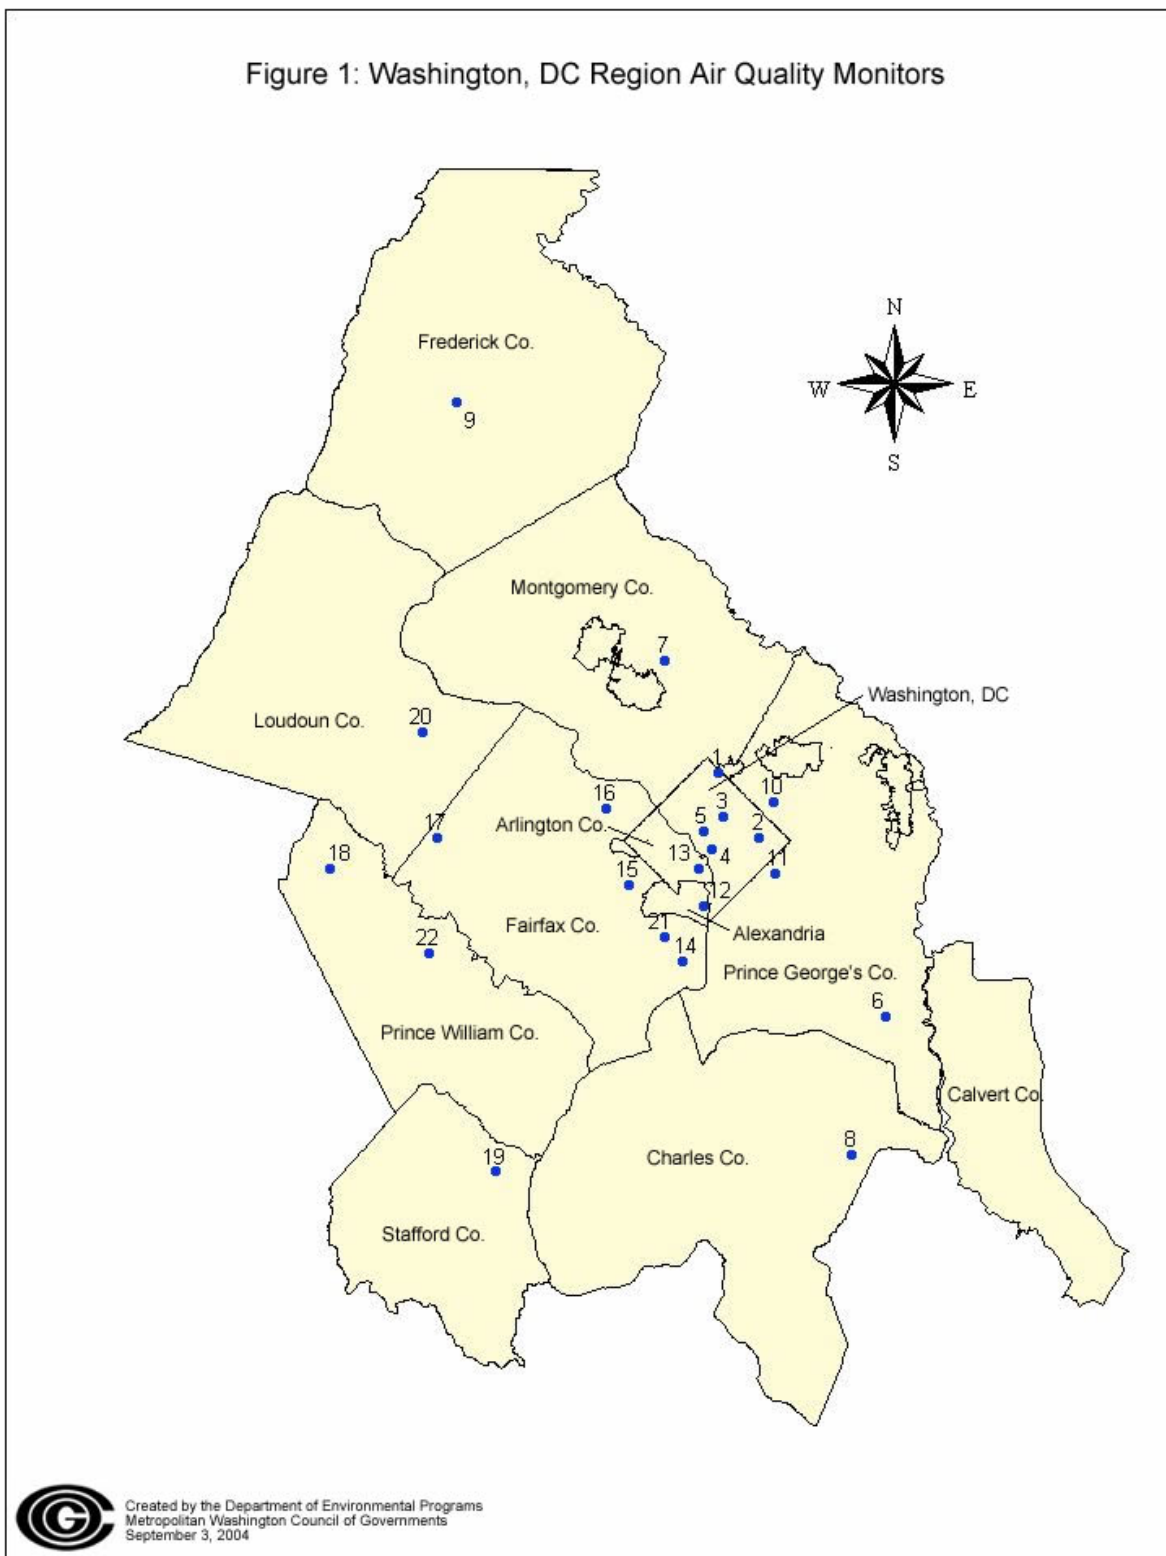 Figure 1: Washington, DC Region Air Quality Monitors
N
W
E
S
Frederick Co.
9
Montgomery Co.
7
Washington, DC
Loudoun Co.
20
1
16
10
3
Arlington Co.
5
2
17
18
13
4
11
15
12
Fairfax Co.
21
Alexandria
22
14
Prince George's Co.
6
Prince William Co.
Calvert Co.
19
Charles Co.
8
Stafford Co.
COG
Created by the Department of Environmental Programs
Metropolitan Washington Council of Governments
September 3, 2004